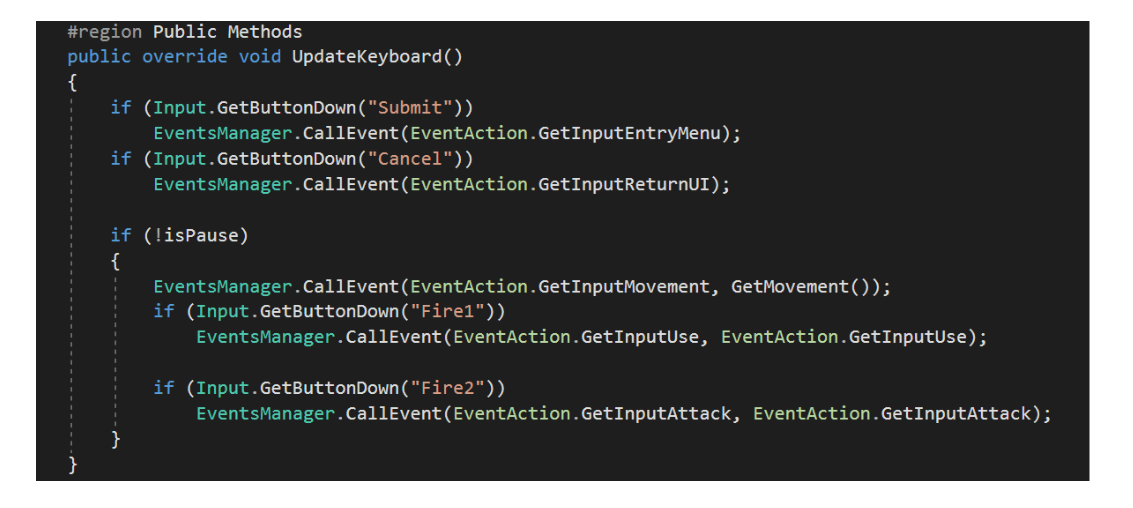 #region Public Methods
public override void UpdateKeyboard()
{
if (Input.GetButtonDown("Submit"))
EventsManager.CallEvent(EventAction.GetInputEntryMenu);
if (Input.GetButtonDown("Cancel"))
EventsManager.CallEvent(EventAction.GetInputReturnUI);
if (!isPause)
{
EventsManager.CallEvent(EventAction.GetInputMovement, GetMovement());
if (Input.GetButtonDown("Fire1"))
EventsManager.CallEvent(EventAction.GetInputUse, EventAction.GetInputUse);
if (Input.GetButtonDown("Fire2"))
EventsManager.CallEvent(EventAction.GetInputAttack, EventAction.GetInputAttack);
}
}